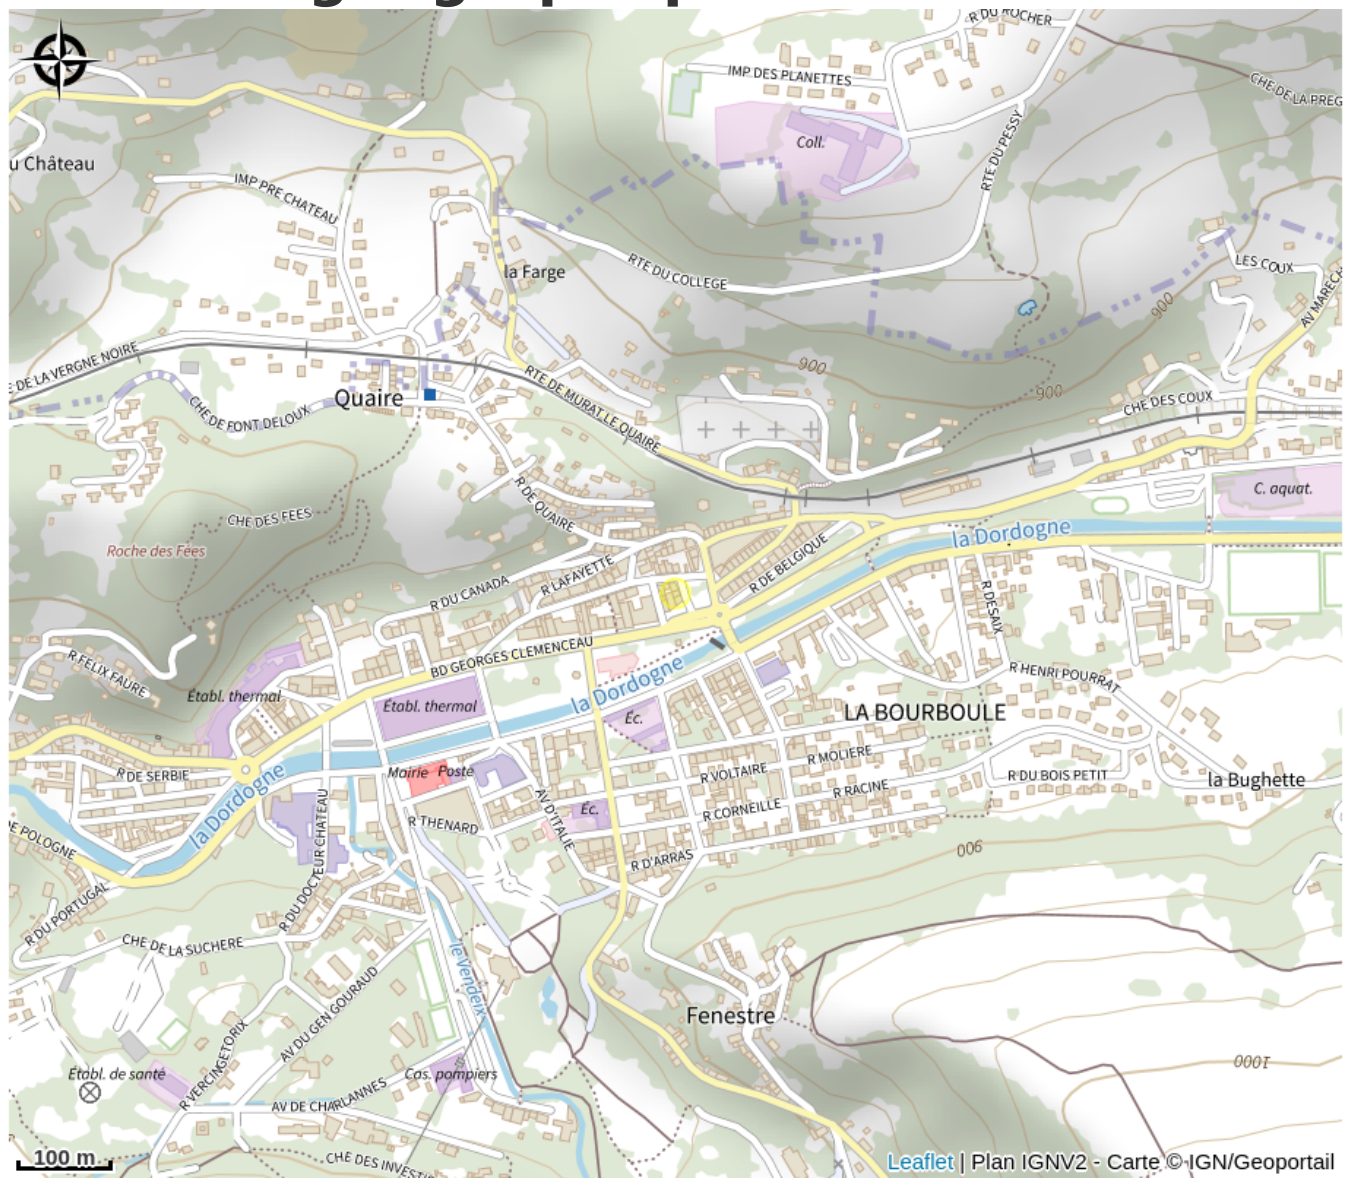 R DU ROCHER
IMP DES PLANETTES
CHE DE LA PREG
Coll.
u Château
IMP PRE CHATEAU
RTE DU PESSY
la Farge
RTE DU COLLEGE
LES COUX
AV MARECH
900
900
900
E DE LA VERGNE NOIRE
RTE DE MURAT LE QUAIRE
Quaire
CHE DE FONT DELOUX
CHE DES COUX
C. aquat.
R DE QUAIRE
CHE DES FEES
Roche des Fées
la Dordogne
R DE BELGIQUE
R LAFAYETTE
R DU CANADA
R DESAIX
BD GEORGES CLEMENCEAU
R FELIX FAURE
R HENRI POURRAT
la Dordogne
Établ. thermal
Établ. thermal
Éc.
LA BOURBOULE
R MOLIERE
R DE SERBIE
Mairie
Poste
R VOLTAIRE
R DU BOIS PETIT
la Bughette
R RACINE
la Dordogne
R CORNEILLE
AV D'ITALIE
Éc.
R THENARD
R DU DOCTEUR CHATEAU
DE POLOGNE
R D'ARRAS
900
R DU PORTUGAL
CHE DE LA SUCHERE
le Vendeix
AV DU GEN GOURAUD
Fenestre
R VERCINGETORIX
1000
Établ. de santé
Cas. pompiers
AV DE CHARLANNES
CHE DES INVESTI
100 m
Leaflet | Plan IGNV2 - Carte © IGN/Geoportail